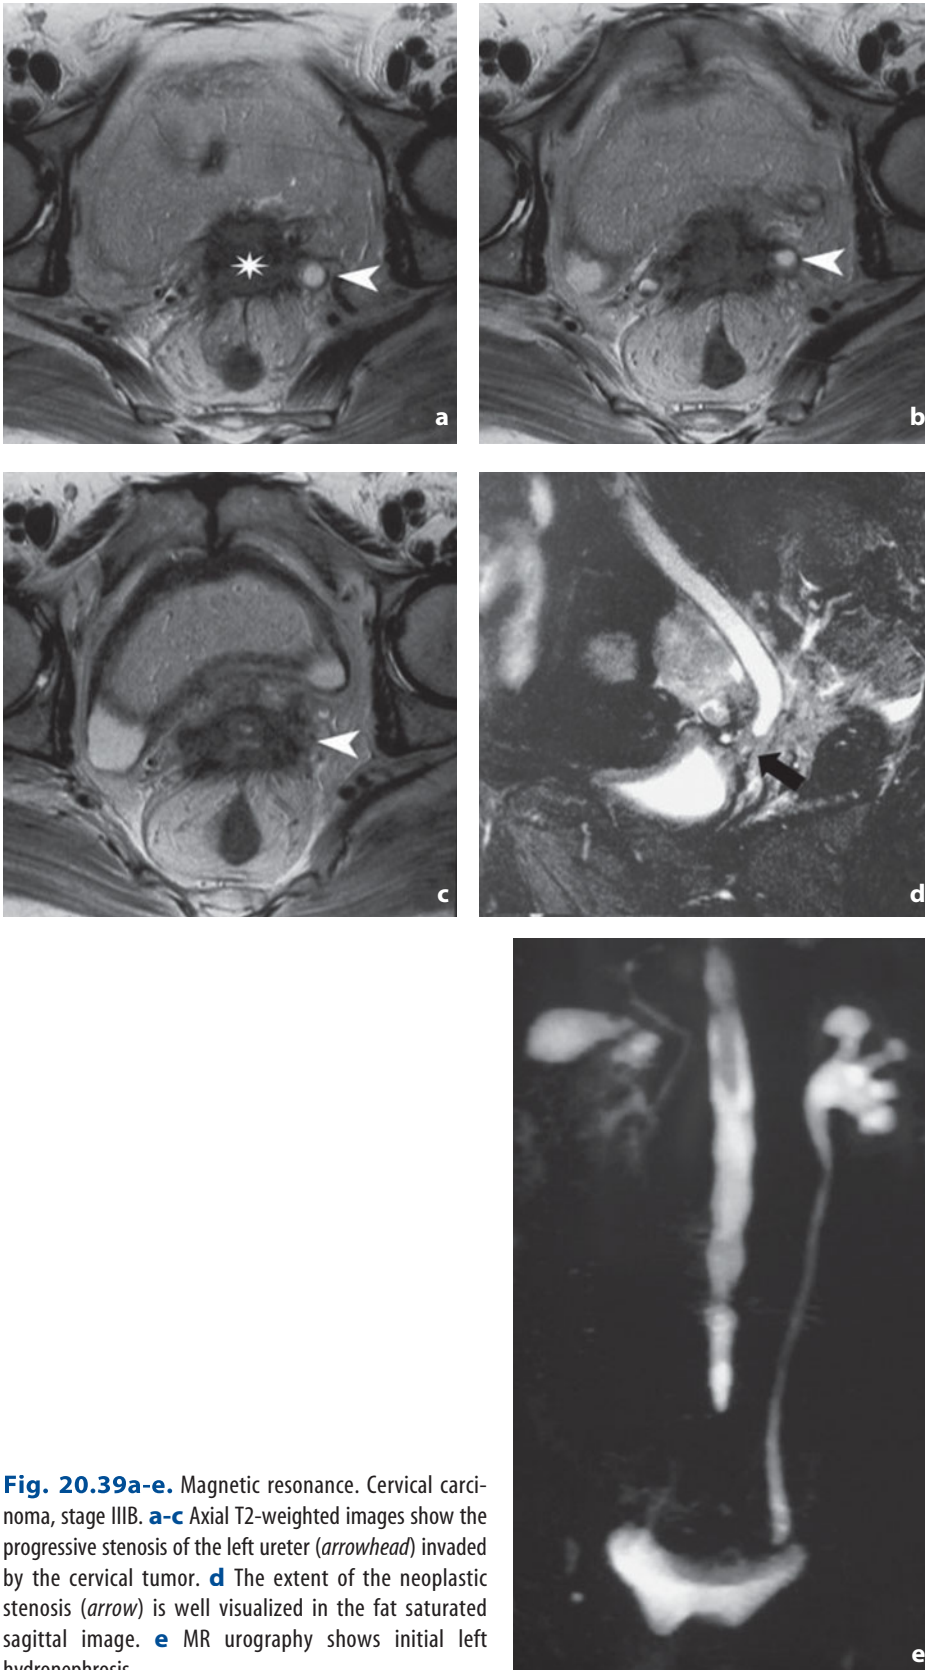 a
b
c
d
e
Fig. 20.39a-e. Magnetic resonance. Cervical carci-
noma, stage IIIB. a-c Axial T2-weighted images show the
progressive stenosis of the left ureter (arrowhead) invaded
by the cervical tumor. d The extent of the neoplastic
stenosis (arrow) is well visualized in the fat saturated
sagittal image. e MR urography shows initial left
hydronephrosis